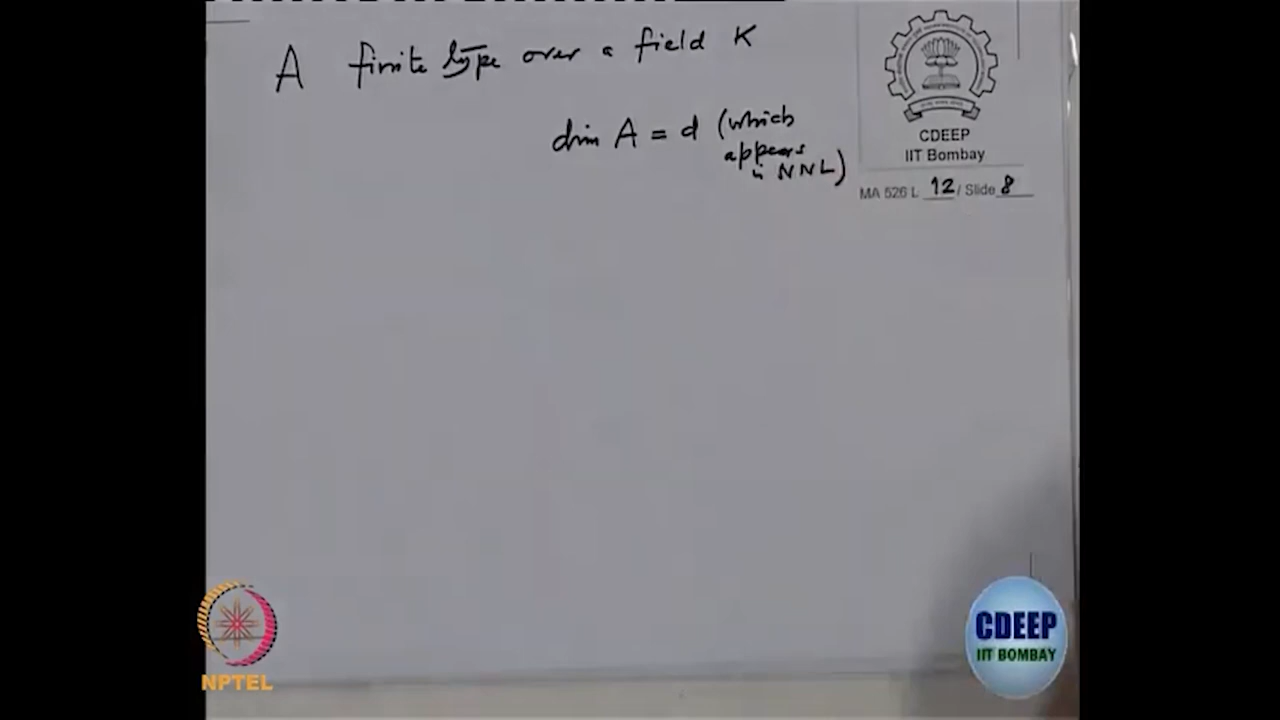 A finite type over a field K
dim A = d (which
appears
in NNL)
CDEEP
IIT Bombay
MA 526 L 12 / Slide 8
NPTEL
CDEEP
IIT BOMBAY